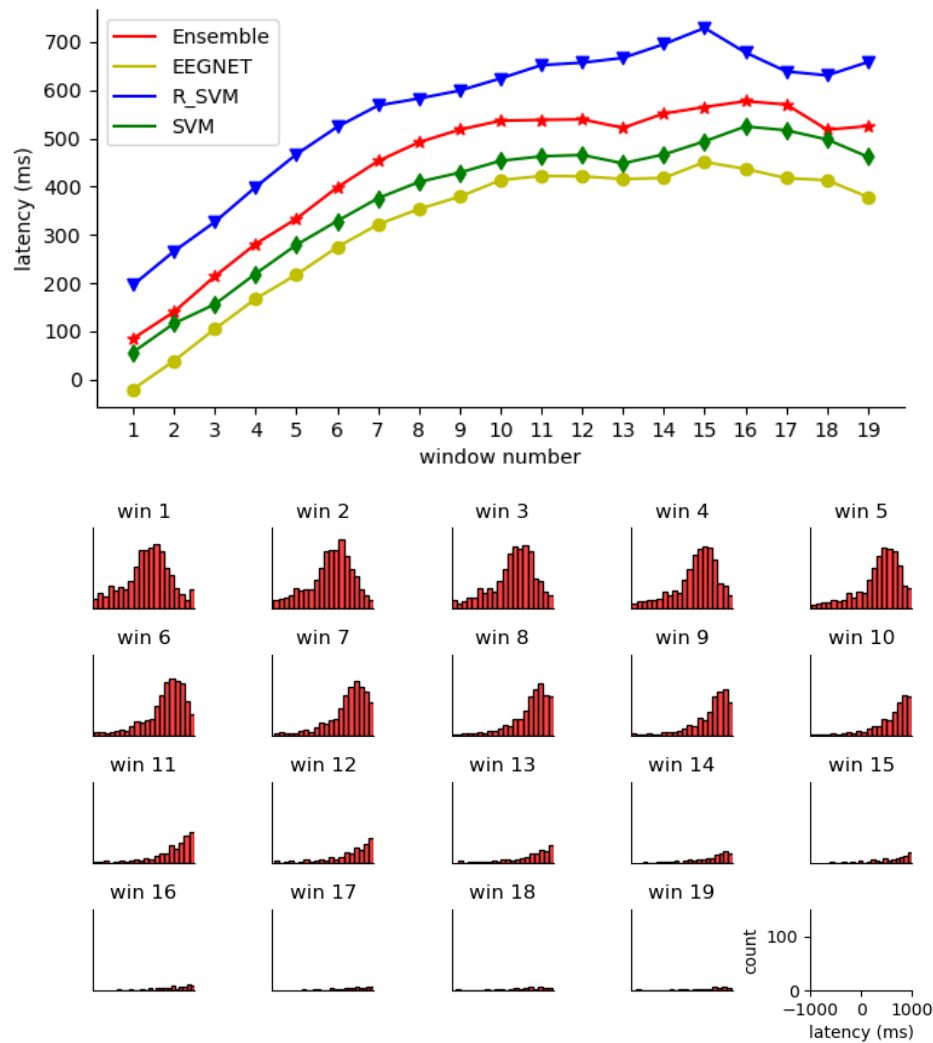 700
600
500
400
300
200
100
0
latency (ms)
Ensemble
EEGNET
R_SVM
SVM
1 2 3 4 5 6 7 8 9 10 11 12 13 14 15 16 17 18 19
window number
win 1 win 2 win 3 win 4 win 5
win 6 win 7 win 8 win 9 win 10
win 11 win 12 win 13 win 14 win 15
win 16 win 17 win 18 win 19
count
100
0
−1000 0 1000
latency (ms)